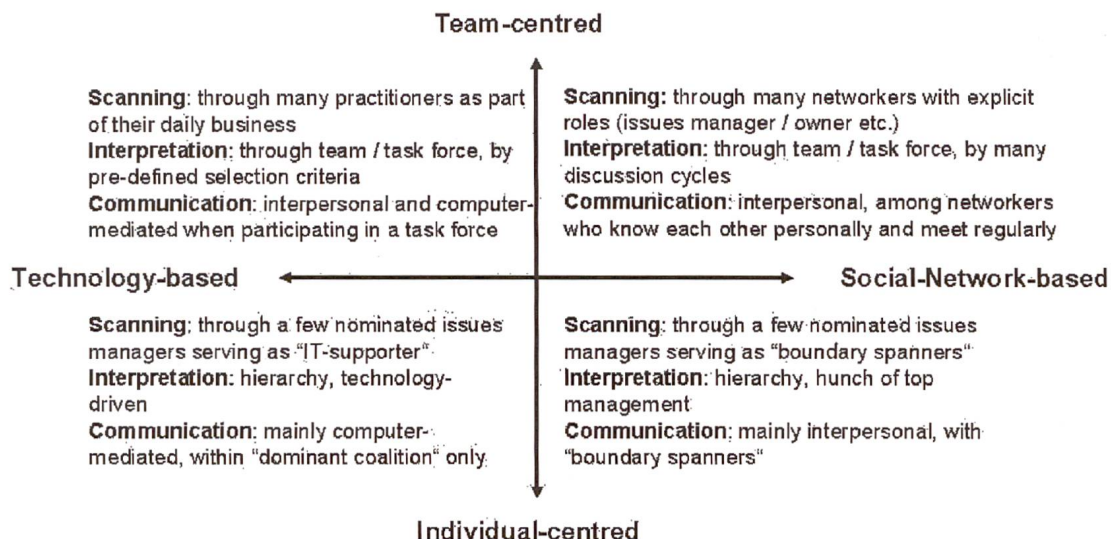 Team-centred
Scanning: through many practitioners as part
of their daily business
Interpretation: through team / task force, by
pre-defined selection criteria
Communication: interpersonal and computer-
mediated when participating in a task force
Scanning: through many networkers with explicit
roles (issues manager / owner etc.)
Interpretation: through team / task force, by many
discussion cycles
Communication: interpersonal, among networkers
who know each other personally and meet regularly
Technology-based
Social-Network-based
Scanning: through a few nominated issues
managers serving as “IT-supporter“
Interpretation: hierarchy, technology-
driven
Communication: mainly computer-
mediated, within “dominant coalition“ only
Scanning: through a few nominated issues
managers serving as “boundary spanners“
Interpretation: hierarchy, hunch of top
management
Communication: mainly interpersonal, with
“boundary spanners“
Individual-centred